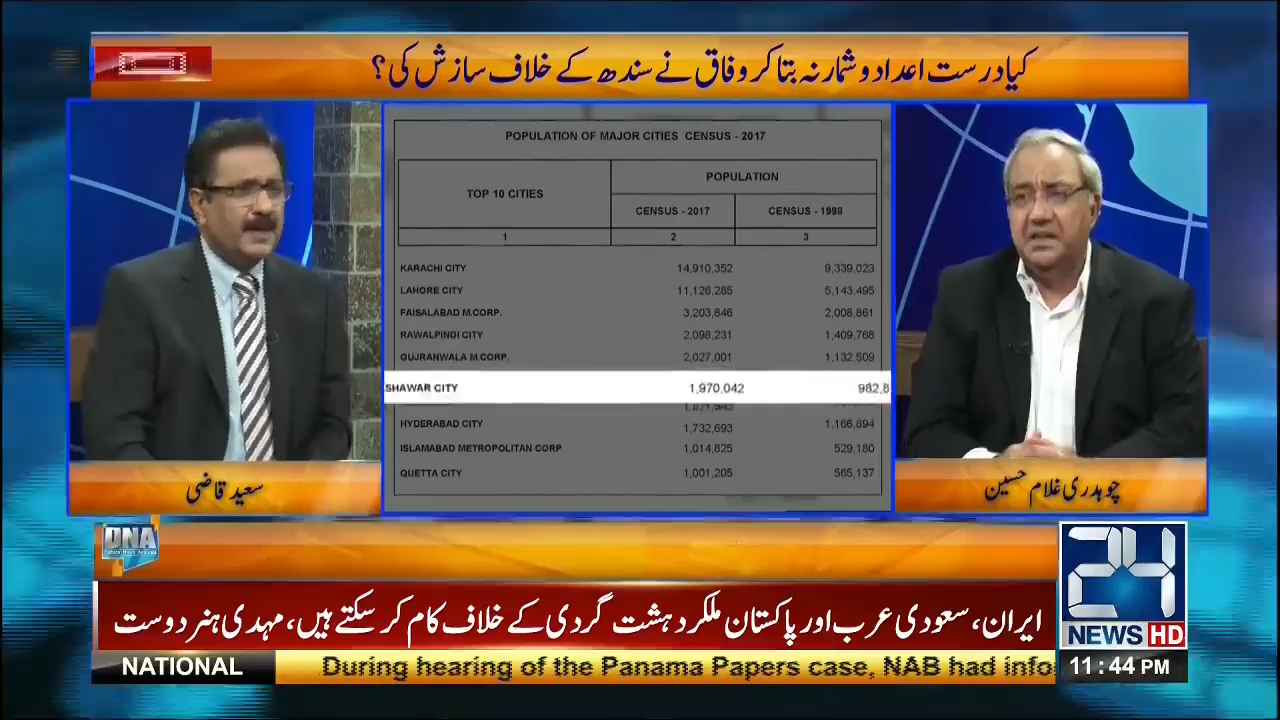 کیا درست اعداد و شمار نہ بتا کر وفاق نے سندھ کے خلاف سازش کی؟
POPULATION OF MAJOR CITIES CENSUS - 2017
TOP 10 CITIES
POPULATION
CENSUS - 2017 CENSUS - 1998
1 2 3
KARACHI CITY 14,910,352 9,339,023
LAHORE CITY 11,126,285 5,143,495
FAISALABAD M.CORP. 3,203,846 2,008,861
RAWALPINDI CITY 2,098,231 1,409,768
GUJRANWALA M.CORP. 2,027,001 1,132,509
SHAWAR CITY 1,970,042 982,8
HYDERABAD CITY 1,732,693 1,166,894
ISLAMABAD METROPOLITAN CORP 1,014,825 529,180
QUETTA CITY 1,001,205 565,137
سعید قاضی
چوہدری غلام حسین
DNA
24
NEWS HD
ایران، سعودی عرب اور پاکستان ملکر دہشت گردی کے خلاف کام کر سکتے ہیں، مہدی ہنر دوست
NATIONAL During hearing of the Panama Papers case, NAB had info
11:44 PM